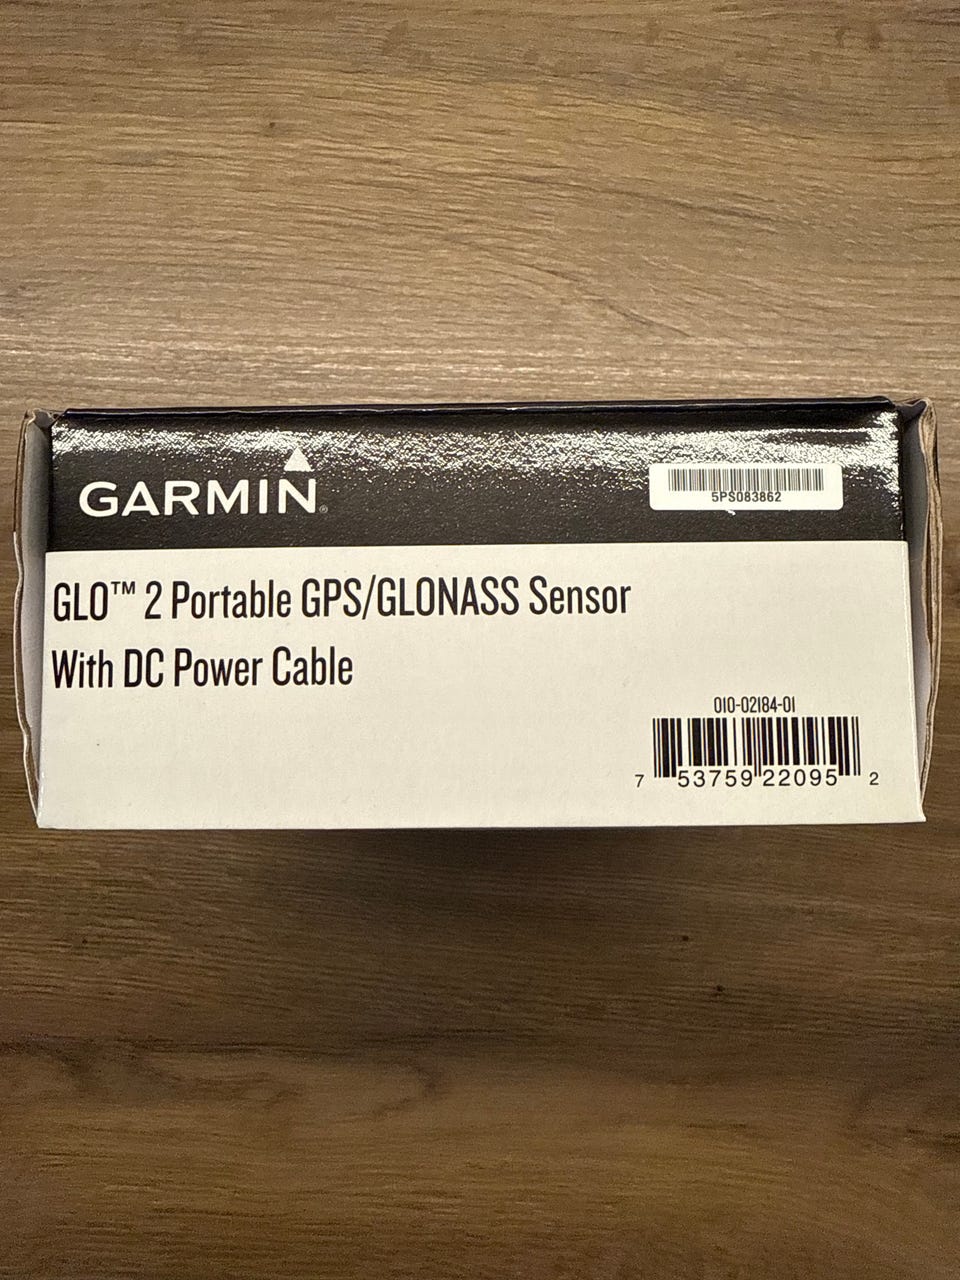 GARMIN®
5PS083862
GLO™ 2 Portable GPS/GLONASS Sensor
With DC Power Cable
010-02184-01
7 53759 22095 2